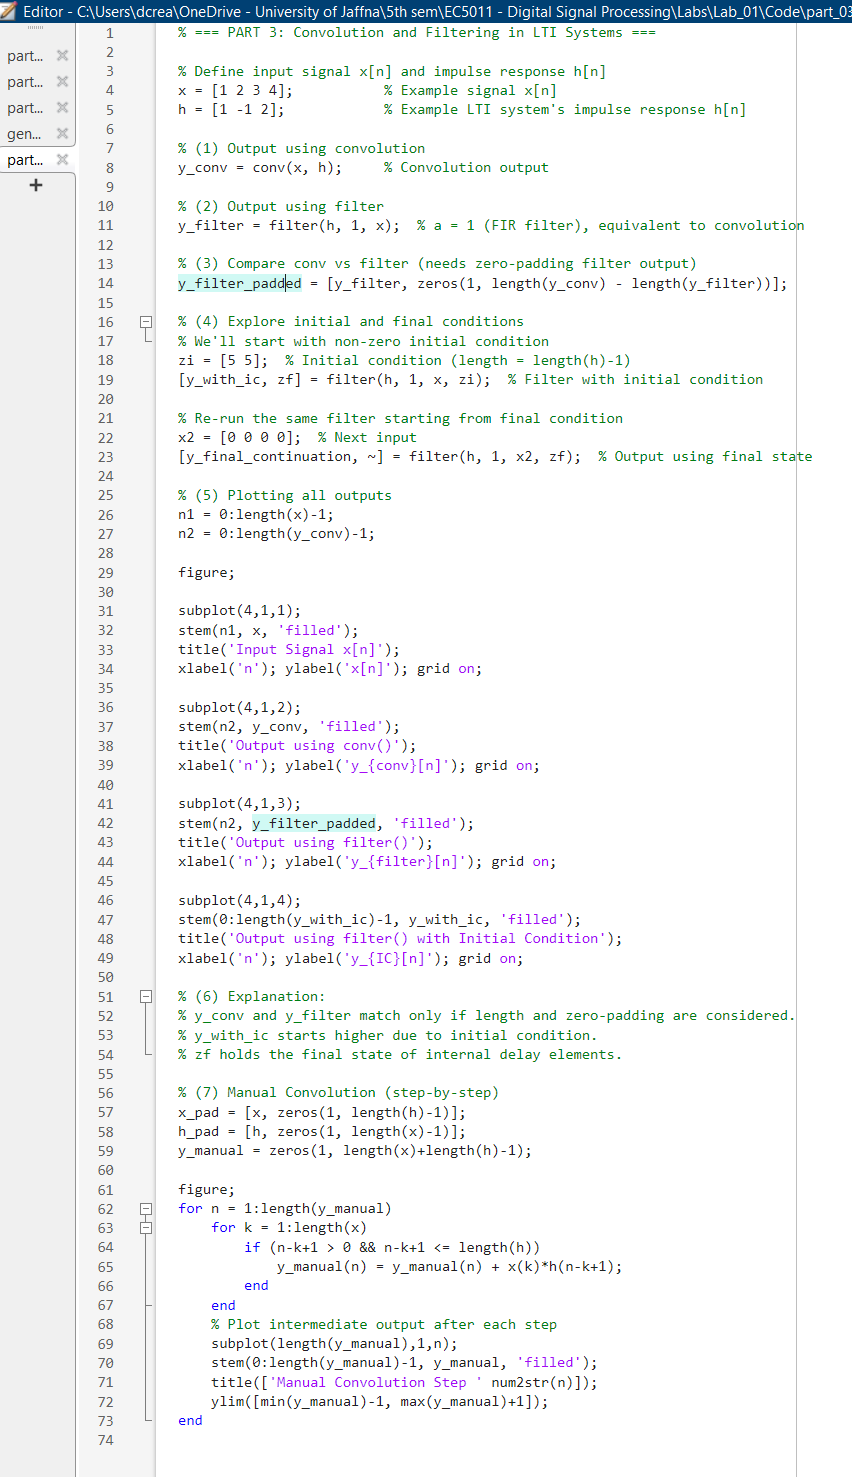 Editor - C:\Users\dcrea\OneDrive - University of Jaffna\5th sem\EC5011 - Digital Signal Processing\Labs\Lab_01\Code\part_03
part...
part...
part...
gen...
part...
+
1 % === PART 3: Convolution and Filtering in LTI Systems ===
2
3 % Define input signal x[n] and impulse response h[n]
4 x = [1 2 3 4];           % Example signal x[n]
5 h = [1 -1 2];            % Example LTI system's impulse response h[n]
6
7 % (1) Output using convolution
8 y_conv = conv(x, h);     % Convolution output
9
10 % (2) Output using filter
11 y_filter = filter(h, 1, x);  % a = 1 (FIR filter), equivalent to convolution
12
13 % (3) Compare conv vs filter (needs zero-padding filter output)
14 y_filter_padded = [y_filter, zeros(1, length(y_conv) - length(y_filter))];
15
16 % (4) Explore initial and final conditions
17 % We'll start with non-zero initial condition
18 zi = [5 5];  % Initial condition (length = length(h)-1)
19 [y_with_ic, zf] = filter(h, 1, x, zi);  % Filter with initial condition
20
21 % Re-run the same filter starting from final condition
22 x2 = [0 0 0 0];  % Next input
23 [y_final_continuation, ~] = filter(h, 1, x2, zf);  % Output using final state
24
25 % (5) Plotting all outputs
26 n1 = 0:length(x)-1;
27 n2 = 0:length(y_conv)-1;
28
29 figure;
30
31 subplot(4,1,1);
32 stem(n1, x, 'filled');
33 title('Input Signal x[n]');
34 xlabel('n'); ylabel('x[n]'); grid on;
35
36 subplot(4,1,2);
37 stem(n2, y_conv, 'filled');
38 title('Output using conv()');
39 xlabel('n'); ylabel('y_{conv}[n]'); grid on;
40
41 subplot(4,1,3);
42 stem(n2, y_filter_padded, 'filled');
43 title('Output using filter()');
44 xlabel('n'); ylabel('y_{filter}[n]'); grid on;
45
46 subplot(4,1,4);
47 stem(0:length(y_with_ic)-1, y_with_ic, 'filled');
48 title('Output using filter() with Initial Condition');
49 xlabel('n'); ylabel('y_{IC}[n]'); grid on;
50
51 % (6) Explanation:
52 % y_conv and y_filter match only if length and zero-padding are considered.
53 % y_with_ic starts higher due to initial condition.
54 % zf holds the final state of internal delay elements.
55
56 % (7) Manual Convolution (step-by-step)
57 x_pad = [x, zeros(1, length(h)-1)];
58 h_pad = [h, zeros(1, length(x)-1)];
59 y_manual = zeros(1, length(x)+length(h)-1);
60
61 figure;
62 for n = 1:length(y_manual)
63     for k = 1:length(x)
64         if (n-k+1 > 0 && n-k+1 <= length(h))
65             y_manual(n) = y_manual(n) + x(k)*h(n-k+1);
66         end
67     end
68     % Plot intermediate output after each step
69     subplot(length(y_manual),1,n);
70     stem(0:length(y_manual)-1, y_manual, 'filled');
71     title(['Manual Convolution Step ' num2str(n)]);
72     ylim([min(y_manual)-1, max(y_manual)+1]);
73 end
74